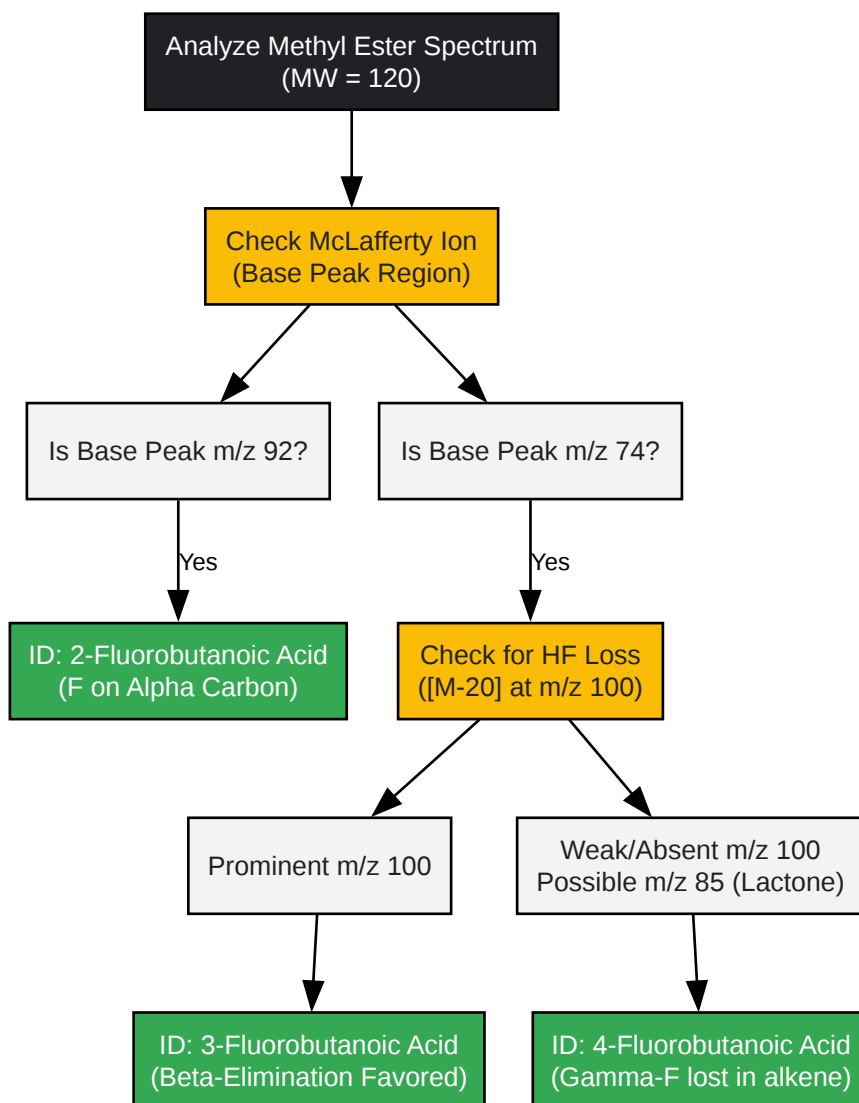 Analyze Methyl Ester Spectrum
(MW = 120)
Check McLafferty Ion
(Base Peak Region)
Is Base Peak m/z 92?
Is Base Peak m/z 74?
Yes
Yes
ID: 2-Fluorobutanoic Acid
(F on Alpha Carbon)
Check for HF Loss
([M-20] at m/z 100)
Prominent m/z 100
Weak/Absent m/z 100
Possible m/z 85 (Lactone)
ID: 3-Fluorobutanoic Acid
(Beta-Elimination Favored)
ID: 4-Fluorobutanoic Acid
(Gamma-F lost in alkene)